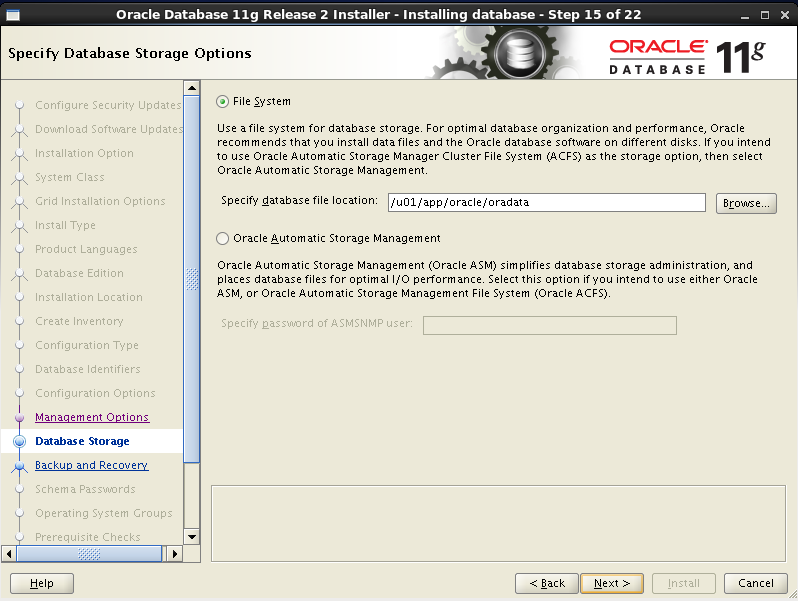 Oracle Database 11g Release 2 Installer - Installing database - Step 15 of 22
Specify Database Storage Options
ORACLE
DATABASE 11g
Configure Security Updates
Download Software Updates
Installation Option
System Class
Grid Installation Options
Install Type
Product Languages
Database Edition
Installation Location
Create Inventory
Configuration Type
Database Identifiers
Configuration Options
Management Options
Database Storage
Backup and Recovery
Schema Passwords
Operating System Groups
Prerequisite Checks
File System
Use a file system for database storage. For optimal database organization and performance, Oracle
recommends that you install data files and the Oracle database software on different disks. If you intend
to use Oracle Automatic Storage Manager Cluster File System (ACFS) as the storage option, then select
Oracle Automatic Storage Management.
Specify database file location: /u01/app/oracle/oradata Browse...
Oracle Automatic Storage Management
Oracle Automatic Storage Management (Oracle ASM) simplifies database storage administration, and
places database files for optimal I/O performance. Select this option if you intend to use either Oracle
ASM, or Oracle Automatic Storage Management File System (Oracle ACFS).
Specify password of ASMSNMP user:
Help < Back Next > Install Cancel